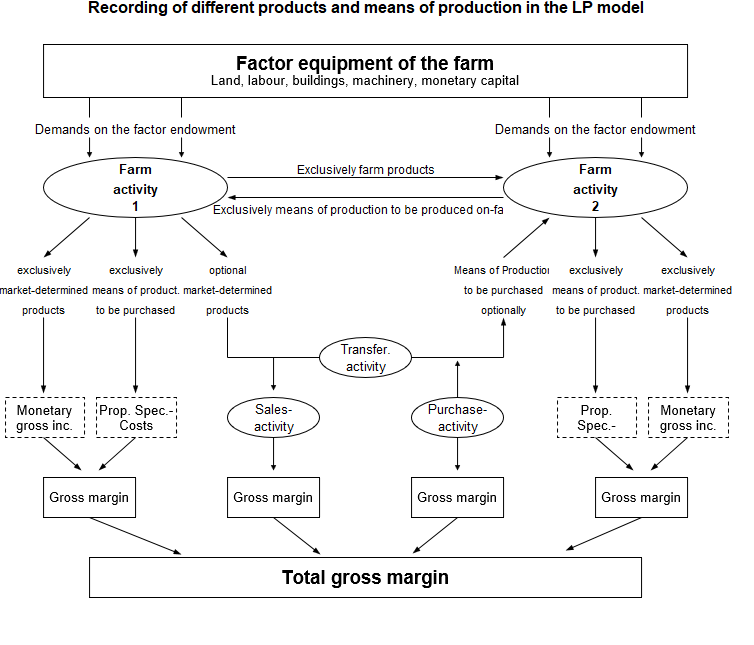 Recording of different products and means of production in the LP model
Factor equipment of the farm
Land, labour, buildings, machinery, monetary capital
Demands on the factor endowment
Demands on the factor endowment
Farm
activity
1
Exclusively farm products
Exclusively means of production to be produced on-fa
Farm
activity
2
exclusively
market-determined
products
exclusively
means of product.
to be purchased
optional
market-determined
products
Means of Production
to be purchased
optionally
exclusively
means of product.
to be purchased
exclusively
market-determined
products
Transfer.
activity
Monetary
gross inc.
Prop. Spec.-
Costs
Sales-
activity
Purchase-
activity
Prop.
Spec.-
Monetary
gross inc.
Gross margin
Gross margin
Gross margin
Gross margin
Total gross margin